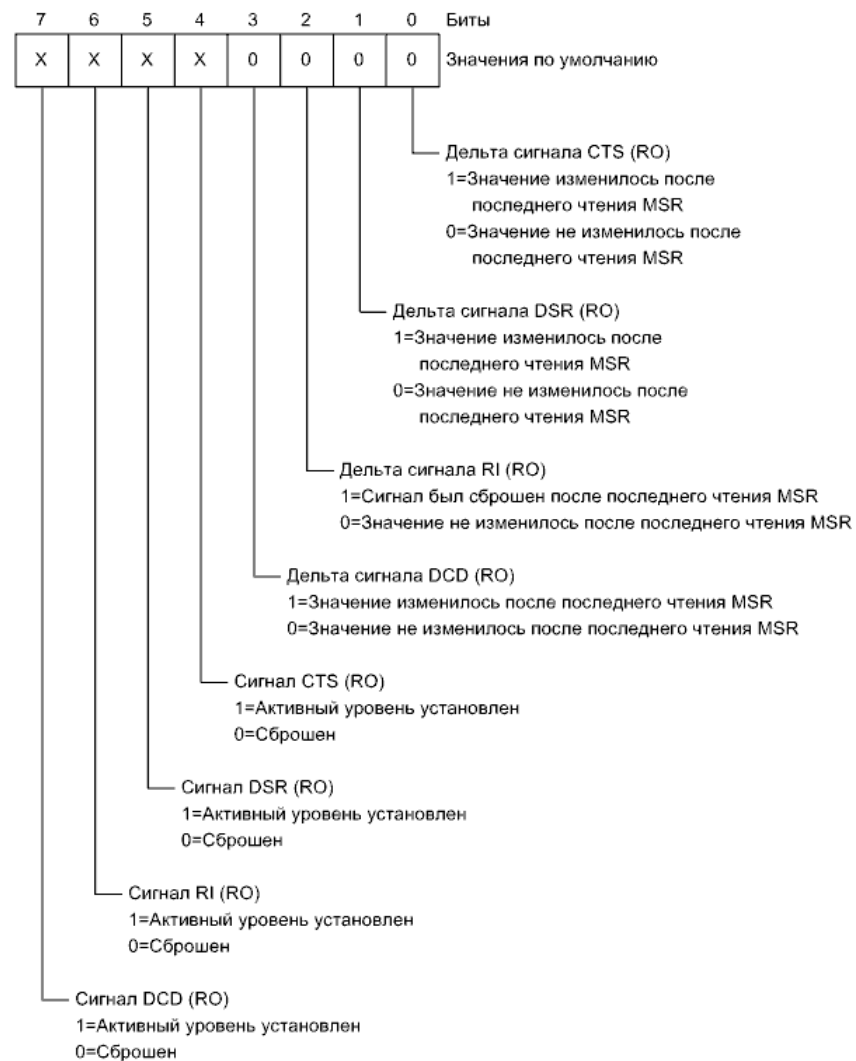 7 6 5 4 3 2 1 0 Биты
X X X X 0 0 0 0 Значения по умолчанию
Дельта сигнала CTS (RO)
1=Значение изменилось после
последнего чтения MSR
0=Значение не изменилось после
последнего чтения MSR
Дельта сигнала DSR (RO)
1=Значение изменилось после
последнего чтения MSR
0=Значение не изменилось после
последнего чтения MSR
Дельта сигнала RI (RO)
1=Сигнал был сброшен после последнего чтения MSR
0=Значение не изменилось после последнего чтения MSR
Дельта сигнала DCD (RO)
1=Значение изменилось после последнего чтения MSR
0=Значение не изменилось после последнего чтения MSR
Сигнал CTS (RO)
1=Активный уровень установлен
0=Сброшен
Сигнал DSR (RO)
1=Активный уровень установлен
0=Сброшен
Сигнал RI (RO)
1=Активный уровень установлен
0=Сброшен
Сигнал DCD (RO)
1=Активный уровень установлен
0=Сброшен